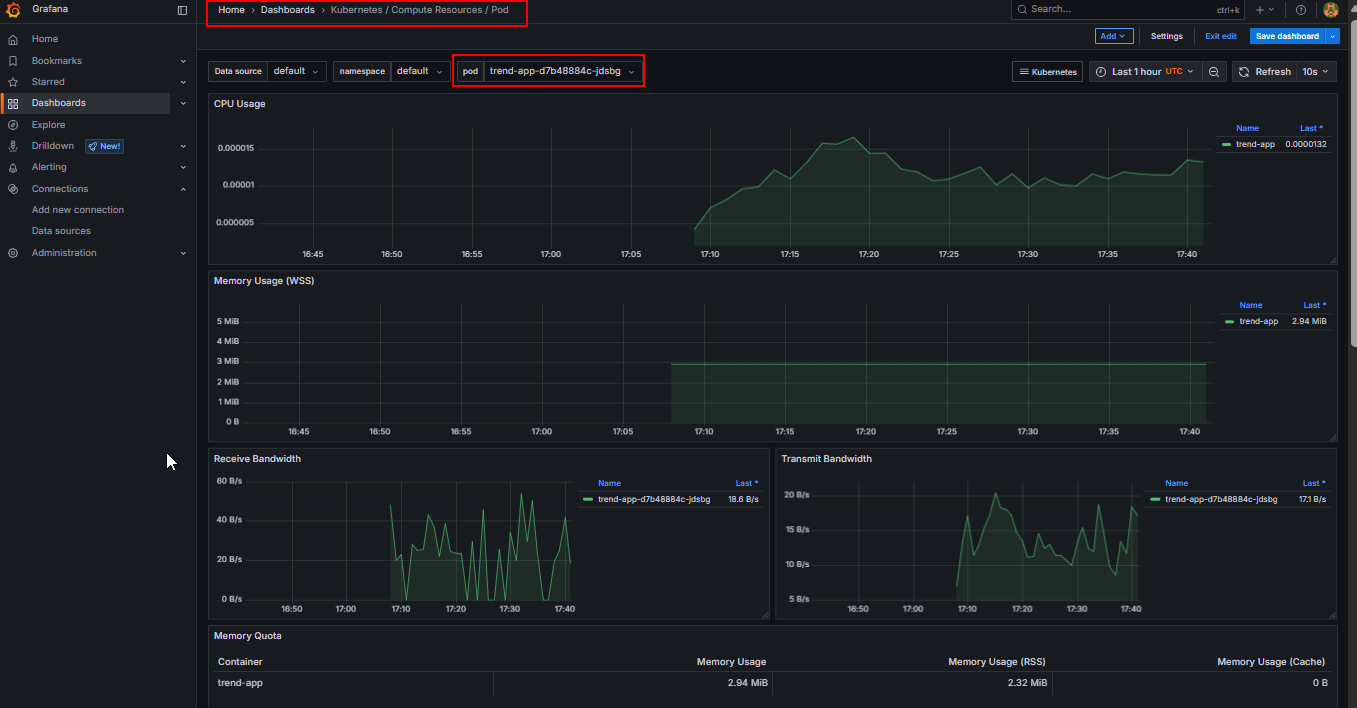 Grafana
Home › Dashboards › Kubernetes / Compute Resources / Pod
Search...
ctrl+k
Home
Bookmarks
Starred
Dashboards
Explore
Drilldown
New!
Alerting
Connections
Add new connection
Data sources
Administration
Add
Settings
Exit edit
Save dashboard
Data source default
namespace default
pod trend-app-d7b48884c-jdsbg
Kubernetes
Last 1 hour UTC
Refresh 10s
CPU Usage
0.000015
0.00001
0.000005
16:45 16:50 16:55 17:00 17:05 17:10 17:15 17:20 17:25 17:30 17:35 17:40
Name Last *
trend-app 0.0000132
Memory Usage (WSS)
5 MiB
4 MiB
3 MiB
2 MiB
1 MiB
0 B
16:45 16:50 16:55 17:00 17:05 17:10 17:15 17:20 17:25 17:30 17:35 17:40
Name Last *
trend-app 2.94 MiB
Receive Bandwidth
60 B/s
40 B/s
20 B/s
0 B/s
16:50 17:00 17:10 17:20 17:30 17:40
Name Last *
trend-app-d7b48884c-jdsbg 18.6 B/s
Transmit Bandwidth
20 B/s
15 B/s
10 B/s
5 B/s
16:50 17:00 17:10 17:20 17:30 17:40
Name Last *
trend-app-d7b48884c-jdsbg 17.1 B/s
Memory Quota
Container Memory Usage Memory Usage (RSS) Memory Usage (Cache)
trend-app 2.94 MiB 2.32 MiB 0 B